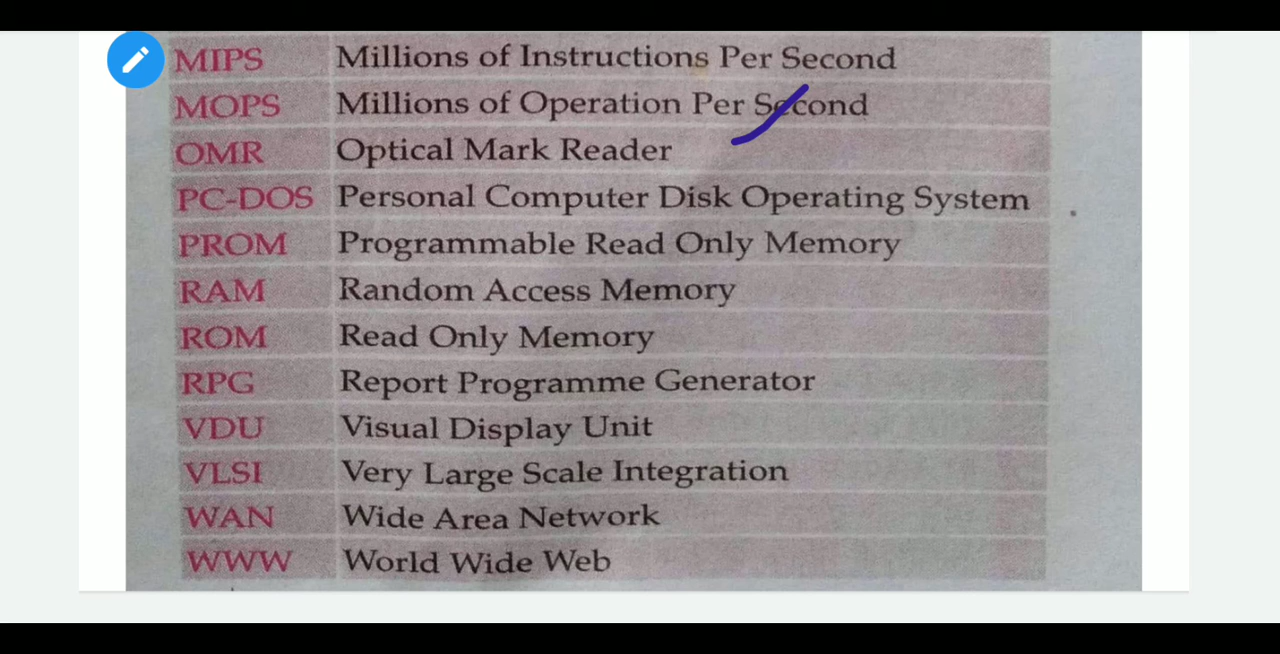 MIPS Millions of Instructions Per Second
MOPS Millions of Operation Per Second
OMR Optical Mark Reader
PC-DOS Personal Computer Disk Operating System
PROM Programmable Read Only Memory
RAM Random Access Memory
ROM Read Only Memory
RPG Report Programme Generator
VDU Visual Display Unit
VLSI Very Large Scale Integration
WAN Wide Area Network
WWW World Wide Web